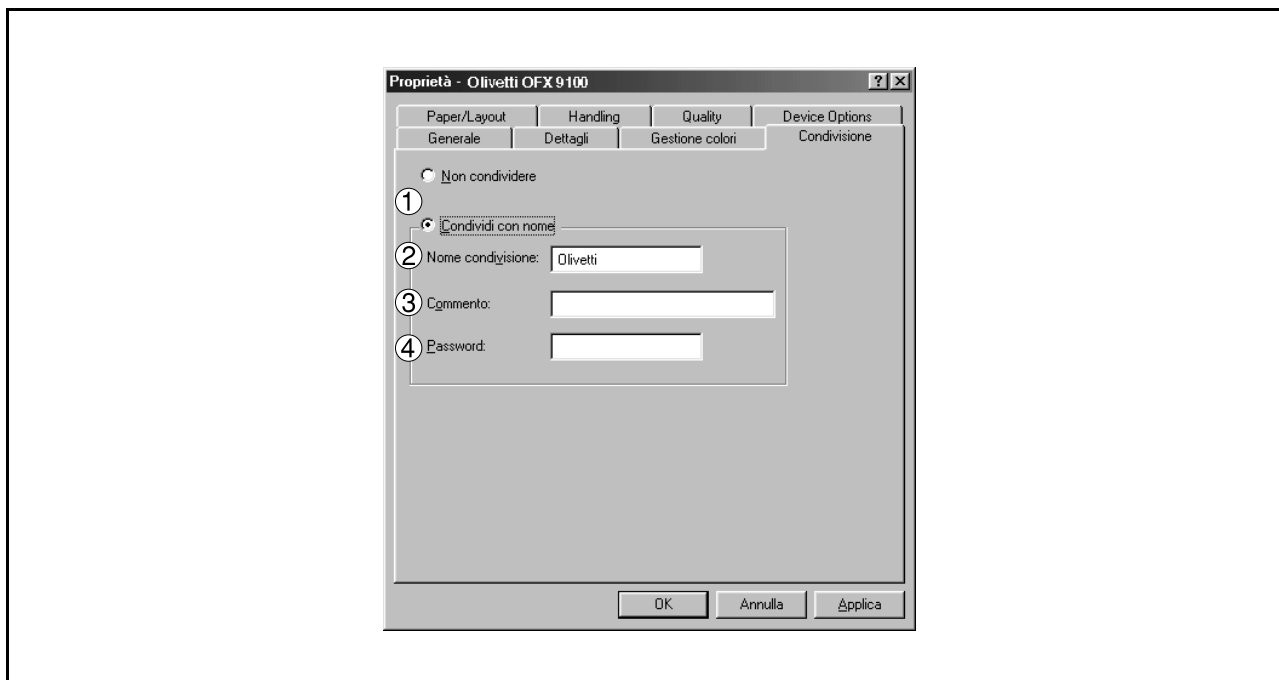 Proprietà - Olivetti OFX 9100
Paper/Layout Handling Quality Device Options
Generale Dettagli Gestione colori Condivisione
Non condividere
1
Condividi con nome
2 Nome condivisione: Olivetti
3 Commento:
4 Password:
OK Annulla Applica